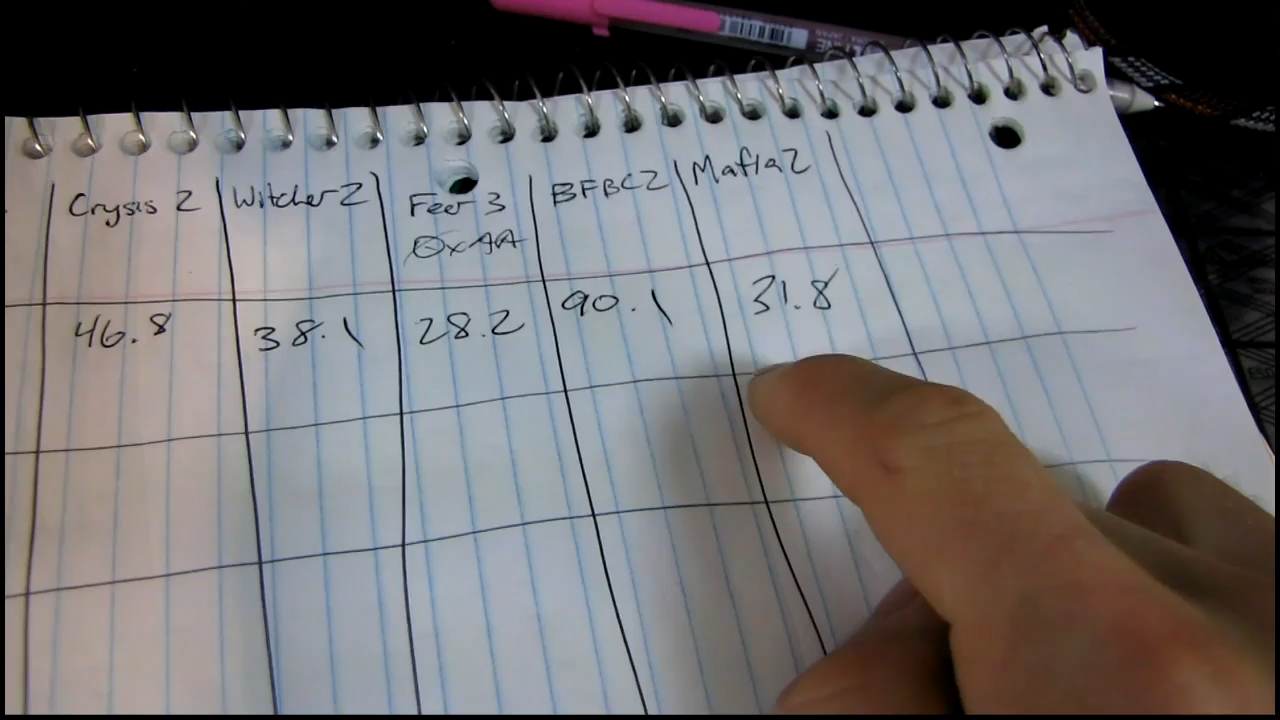 Crysis 2
Witcher 2
Fear 3
0xAA
BFBC2
Mafia 2
46.8
38.1
28.2
90.1
31.8